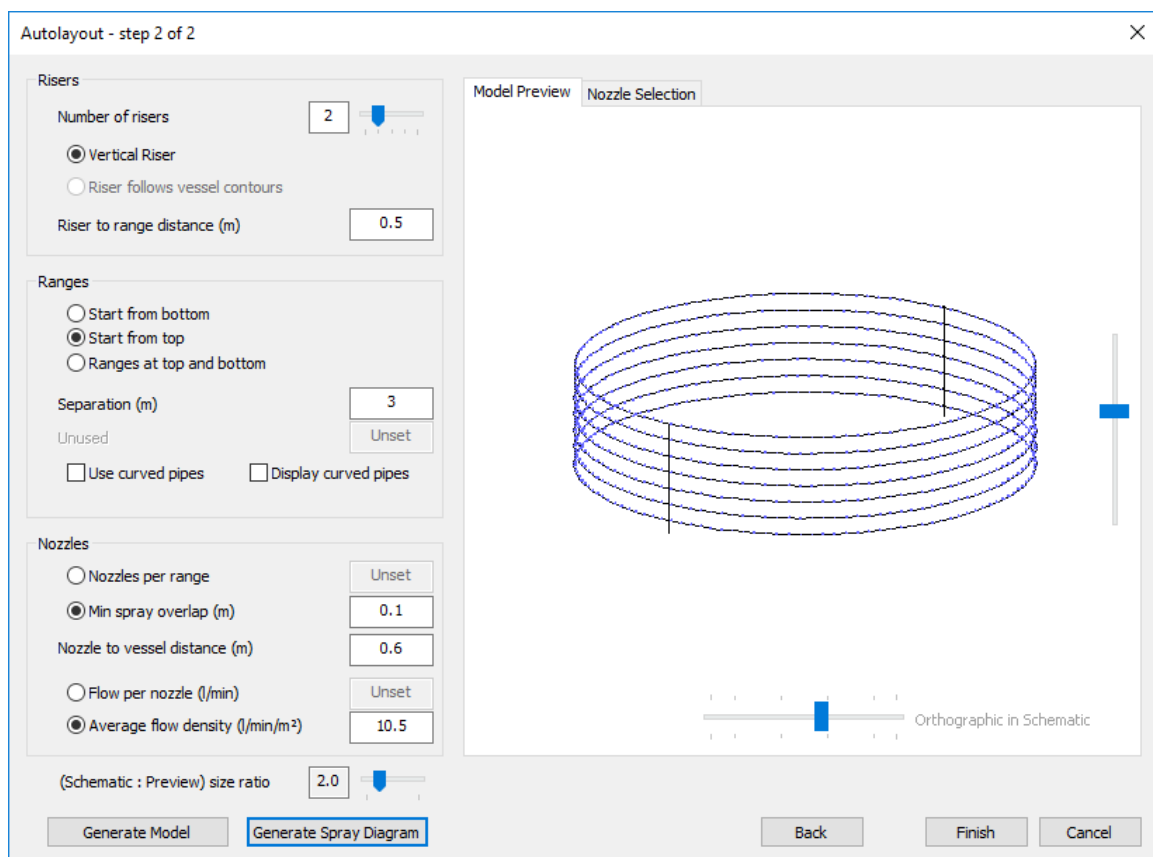 Autolayout - step 2 of 2
Risers
Number of risers 2
Vertical Riser
Riser follows vessel contours
Riser to range distance (m) 0.5
Ranges
Start from bottom
Start from top
Ranges at top and bottom
Separation (m) 3
Unused Unset
Use curved pipes Display curved pipes
Nozzles
Nozzles per range Unset
Min spray overlap (m) 0.1
Nozzle to vessel distance (m) 0.6
Flow per nozzle (l/min) Unset
Average flow density (l/min/m²) 10.5
(Schematic : Preview) size ratio 2.0
Generate Model Generate Spray Diagram
Model Preview Nozzle Selection
Orthographic in Schematic
Back Finish Cancel